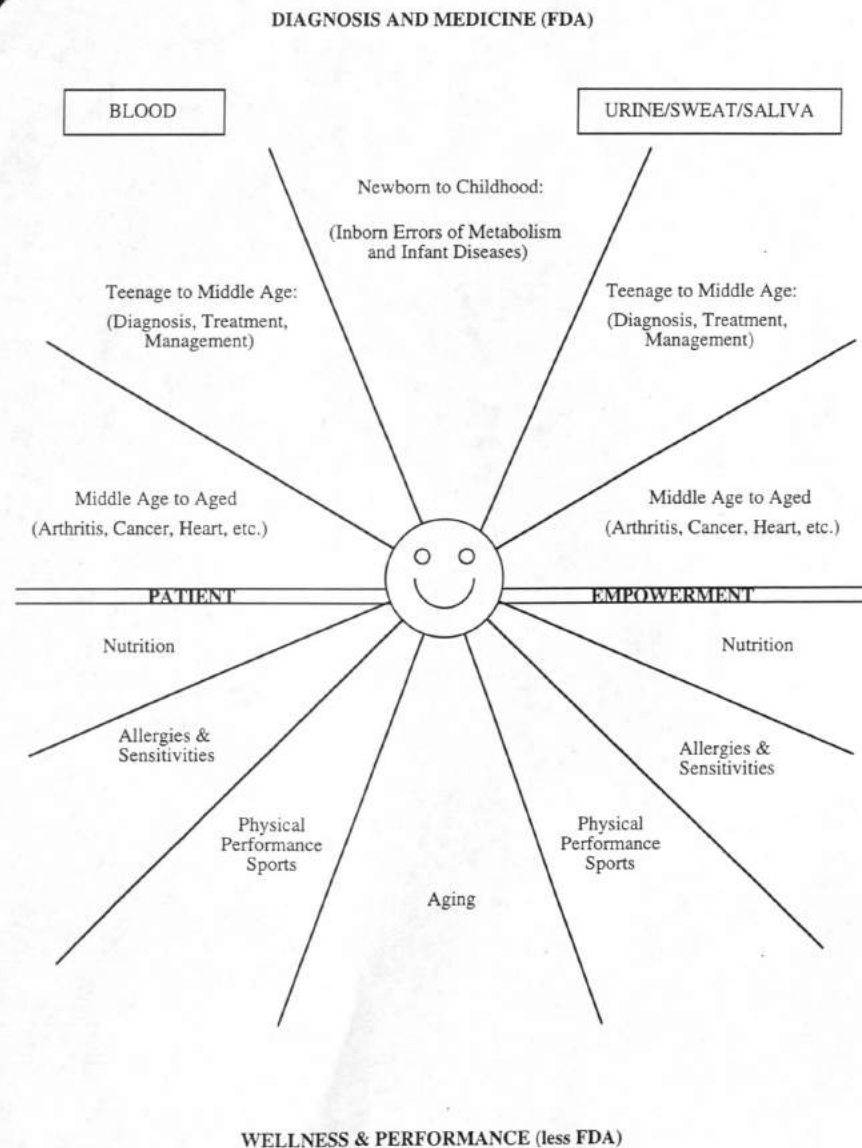 DIAGNOSIS AND MEDICINE (FDA)
BLOOD
URINE/SWEAT/SALIVA
Newborn to Childhood:
(Inborn Errors of Metabolism
and Infant Diseases)
Teenage to Middle Age:
(Diagnosis, Treatment,
Management)
Teenage to Middle Age:
(Diagnosis, Treatment,
Management)
Middle Age to Aged
(Arthritis, Cancer, Heart, etc.)
Middle Age to Aged
(Arthritis, Cancer, Heart, etc.)
PATIENT
EMPOWERMENT
Nutrition
Nutrition
Allergies &
Sensitivities
Allergies &
Sensitivities
Physical
Performance
Sports
Physical
Performance
Sports
Aging
WELLNESS & PERFORMANCE (less FDA)